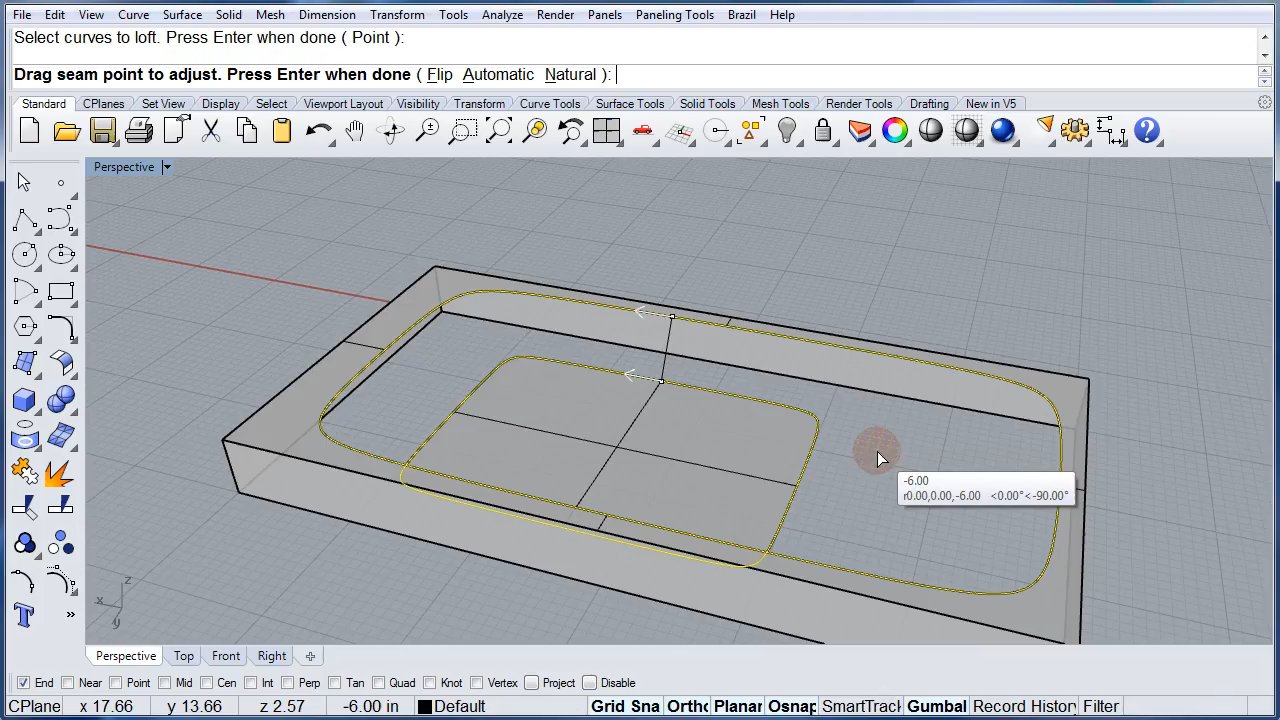 File Edit View Curve Surface Solid Mesh Dimension Transform Tools Analyze Render Panels Paneling Tools Brazil Help
Select curves to loft. Press Enter when done ( Point ):
Drag seam point to adjust. Press Enter when done ( Flip Automatic Natural ):
Standard CPlanes Set View Display Select Viewport Layout Visibility Transform Curve Tools Surface Tools Solid Tools Mesh Tools Render Tools Drafting New in V5
Perspective
-6.00
r0.00,0.00,-6.00 <0.00°<-90.00°
z
x
y
T
Perspective Top Front Right
End Near Point Mid Cen Int Perp Tan Quad Knot Vertex Project Disable
CPlane x 17.66 y 13.66 z 2.57 -6.00 in Default Grid Sna Ortho Planar Osnap SmartTrack Gumbal Record History Filter